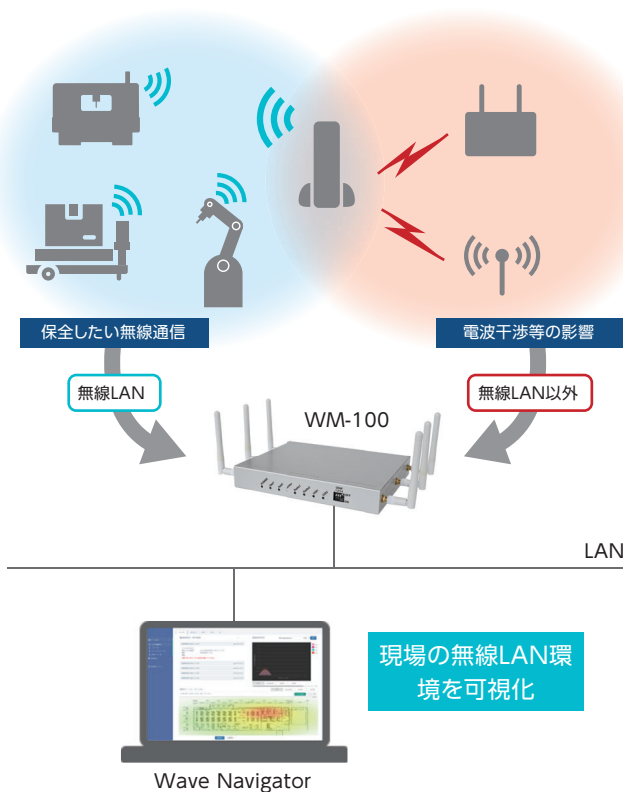 保全したい無線通信
電波干渉等の影響
無線LAN
無線LAN以外
WM-100
LAN
現場の無線LAN環
境を可視化
Wave Navigator